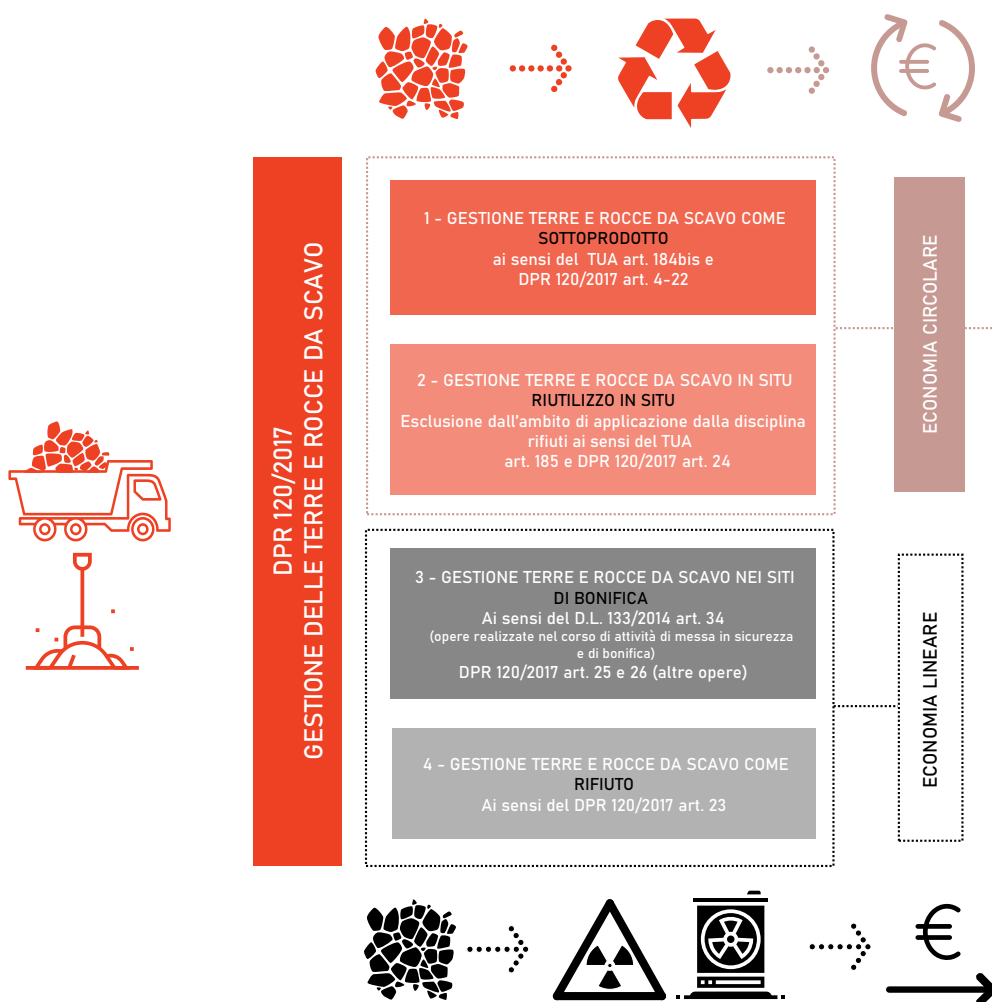 DPR 120/2017
GESTIONE DELLE TERRE E ROCCE DA SCAVO
1 - GESTIONE TERRE E ROCCE DA SCAVO COME
SOTTOPRODOTTO
ai sensi del TUA art. 184bis e
DPR 120/2017 art. 4-22
2 - GESTIONE TERRE E ROCCE DA SCAVO IN SITU
RIUTILIZZO IN SITU
Esclusione dall'ambito di applicazione dalla disciplina
rifiuti ai sensi del TUA
art. 185 e DPR 120/2017 art. 24
ECONOMIA CIRCOLARE
3 - GESTIONE TERRE E ROCCE DA SCAVO NEI SITI
DI BONIFICA
Ai sensi del D.L. 133/2014 art. 34
(opere realizzate nel corso di attività di messa in sicurezza
e di bonifica)
DPR 120/2017 art. 25 e 26 (altre opere)
4 - GESTIONE TERRE E ROCCE DA SCAVO COME
RIFIUTO
Ai sensi del DPR 120/2017 art. 23
ECONOMIA LINEARE